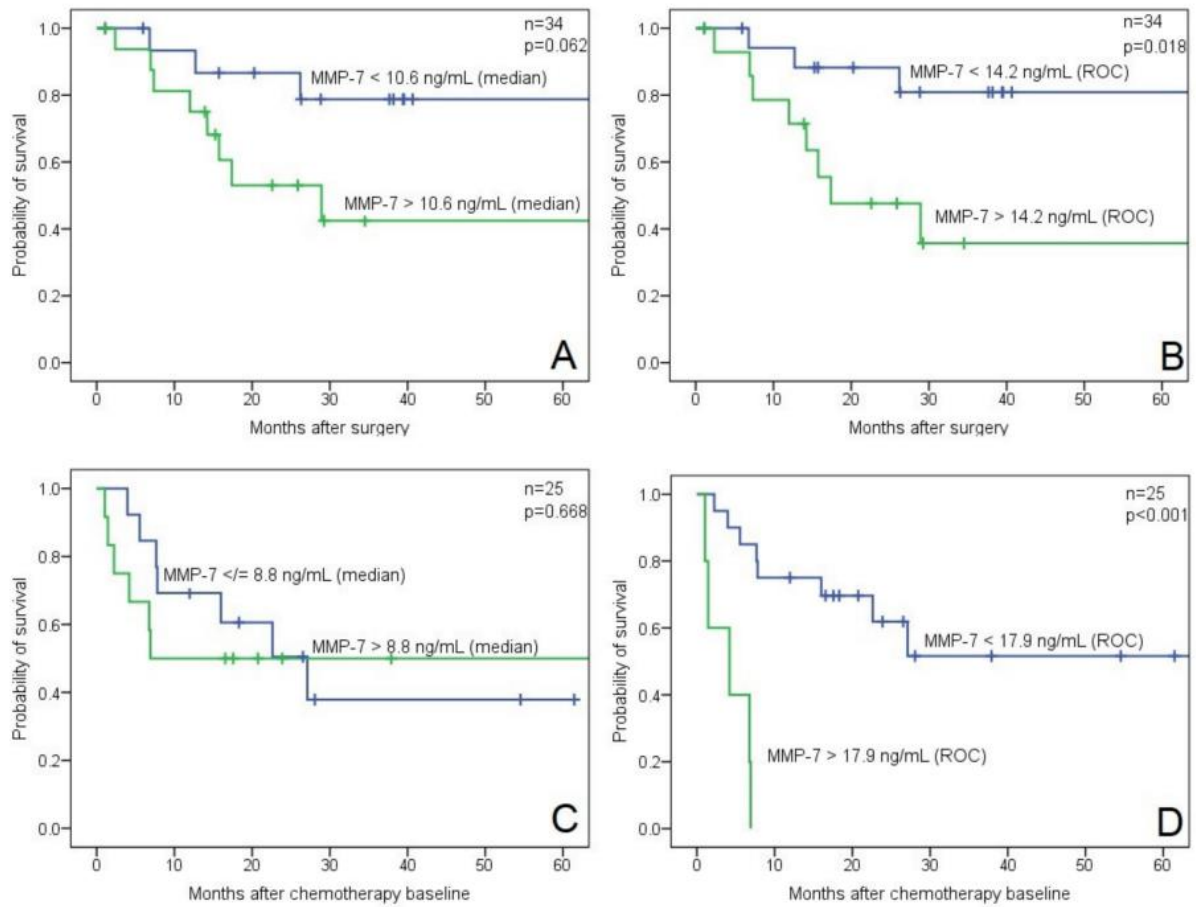 1.0
0.8
0.6
0.4
0.2
0.0
Probability of survival
n=34
p=0.062
MMP-7 < 10.6 ng/mL (median)
MMP-7 > 10.6 ng/mL (median)
A
0 10 20 30 40 50 60
Months after surgery
1.0
0.8
0.6
0.4
0.2
0.0
Probability of survival
n=34
p=0.018
MMP-7 < 14.2 ng/mL (ROC)
MMP-7 > 14.2 ng/mL (ROC)
B
0 10 20 30 40 50 60
Months after surgery
1.0
0.8
0.6
0.4
0.2
0.0
Probability of survival
n=25
p=0.668
MMP-7 </= 8.8 ng/mL (median)
MMP-7 > 8.8 ng/mL (median)
C
0 10 20 30 40 50 60
Months after chemotherapy baseline
1.0
0.8
0.6
0.4
0.2
0.0
Probability of survival
n=25
p<0.001
MMP-7 < 17.9 ng/mL (ROC)
MMP-7 > 17.9 ng/mL (ROC)
D
0 10 20 30 40 50 60
Months after chemotherapy baseline